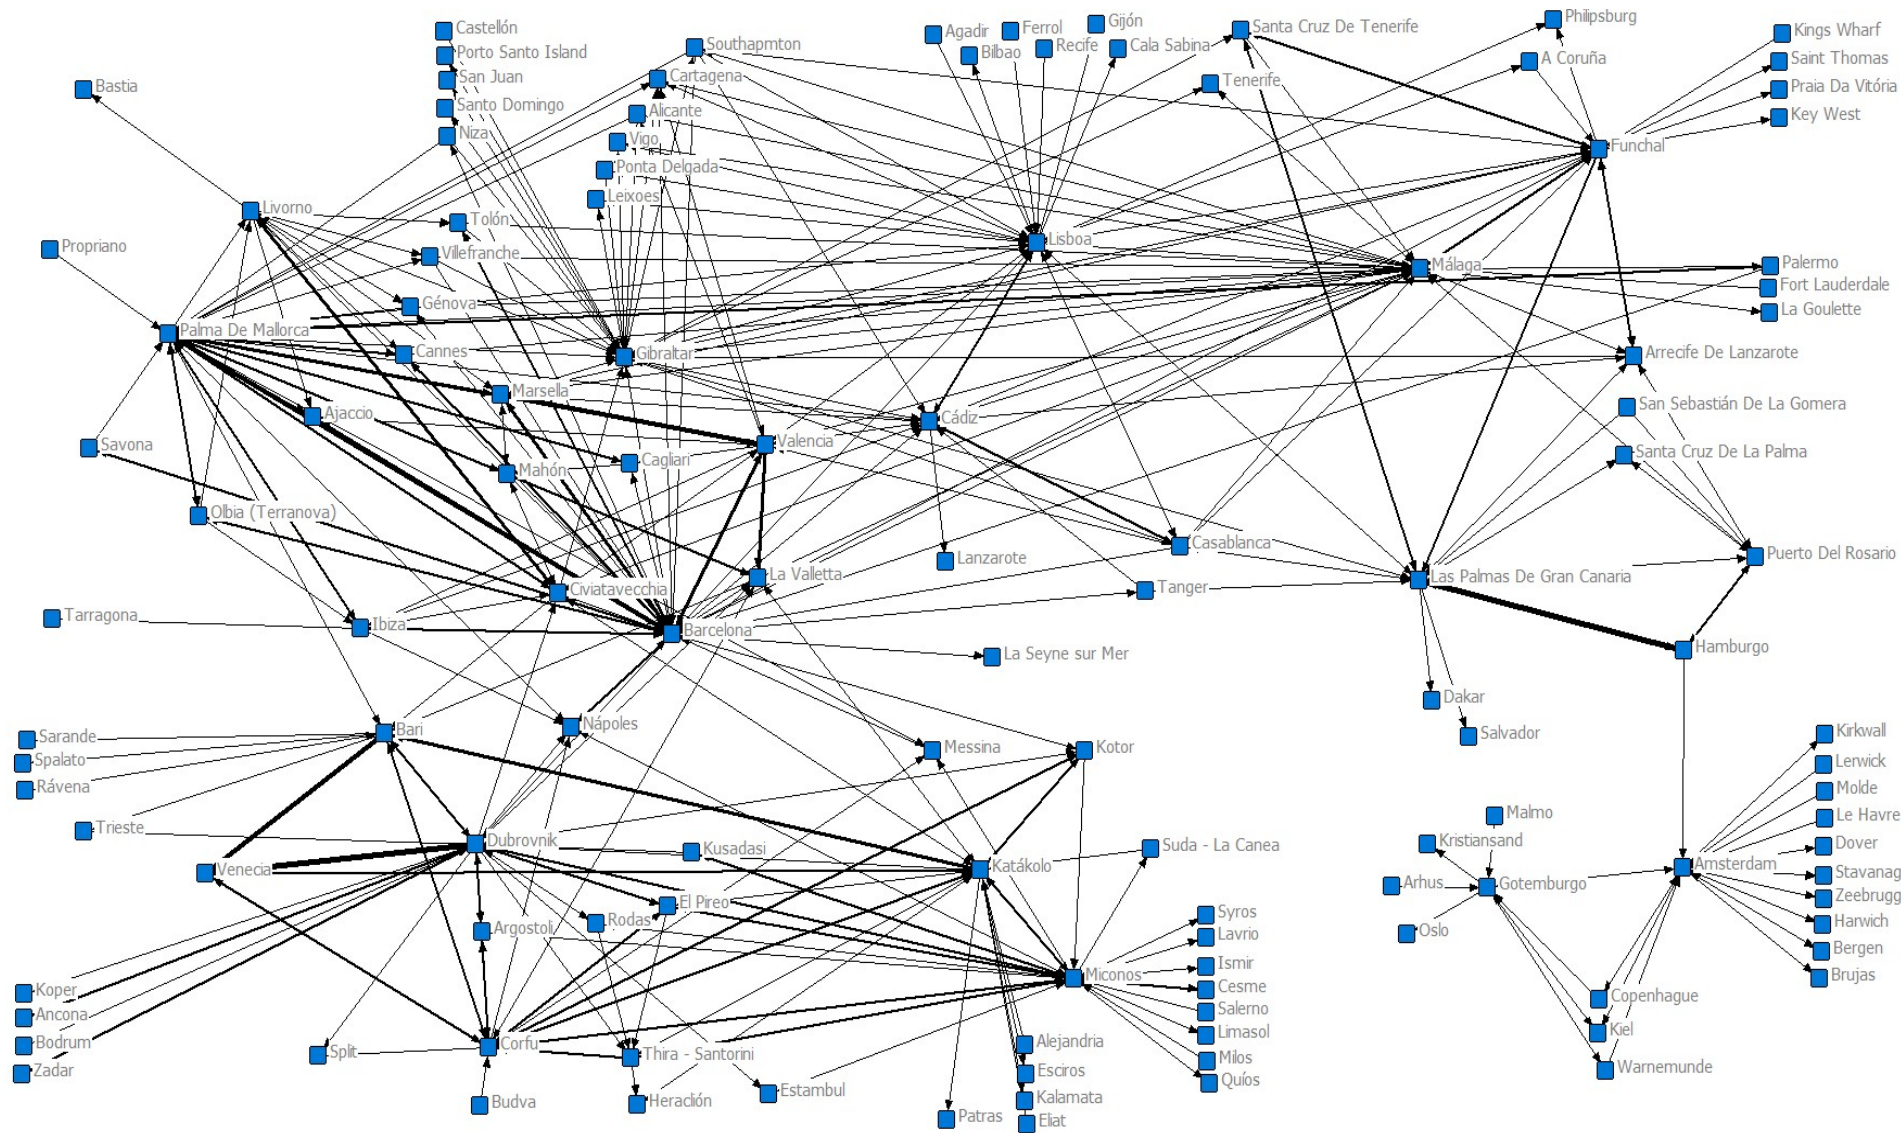 Castellón
Porto Santo Island
San Juan
Santo Domingo
Niza
Southapmton
Cartagena
Alicante
Vigo
Ponta Delgada
Leixoes
Agadir
Bilbao
Ferrol
Recife
Gijón
Cala Sabina
Santa Cruz De Tenerife
Tenerife
Philipsburg
A Coruña
Kings Wharf
Saint Thomas
Praia Da Vitória
Key West
Funchal
Bastia
Livorno
Propriano
Tolón
Villefranche
Génova
Palma De Mallorca
Cannes
Gibraltar
Lisboa
Málaga
Palermo
Fort Lauderdale
La Goulette
Arrecife De Lanzarote
Marsella
Ajaccio
Savona
Mahón
Cagliari
Valencia
Cádiz
San Sebastián De La Gomera
Santa Cruz De La Palma
Olbia (Terranova)
Lanzarote
Casablanca
Puerto Del Rosario
Civiatavecchia
La Valletta
Tanger
Las Palmas De Gran Canaria
Tarragona
Ibiza
Barcelona
La Seyne sur Mer
Hamburgo
Dakar
Salvador
Sarande
Spalato
Rávena
Bari
Nápoles
Messina
Kotor
Trieste
Venecia
Dubrovnik
Kusadasi
Katákolo
Suda - La Canea
El Pireo
Rodas
Argostoli
Malmo
Kristiansand
Arhus
Gotemburgo
Oslo
Amsterdam
Kirkwall
Lerwick
Molde
Le Havre
Dover
Stavanag
Zeebrugg
Harwich
Bergen
Brujas
Syros
Lavrio
Ismir
Cesme
Salerno
Limasol
Milos
Quíos
Miconos
Koper
Ancona
Bodrum
Zadar
Split
Corfu
Thira - Santorini
Budva
Heraclión
Estambul
Patras
Alejandria
Esciros
Kalamata
Eliat
Copenhague
Kiel
Warnemunde